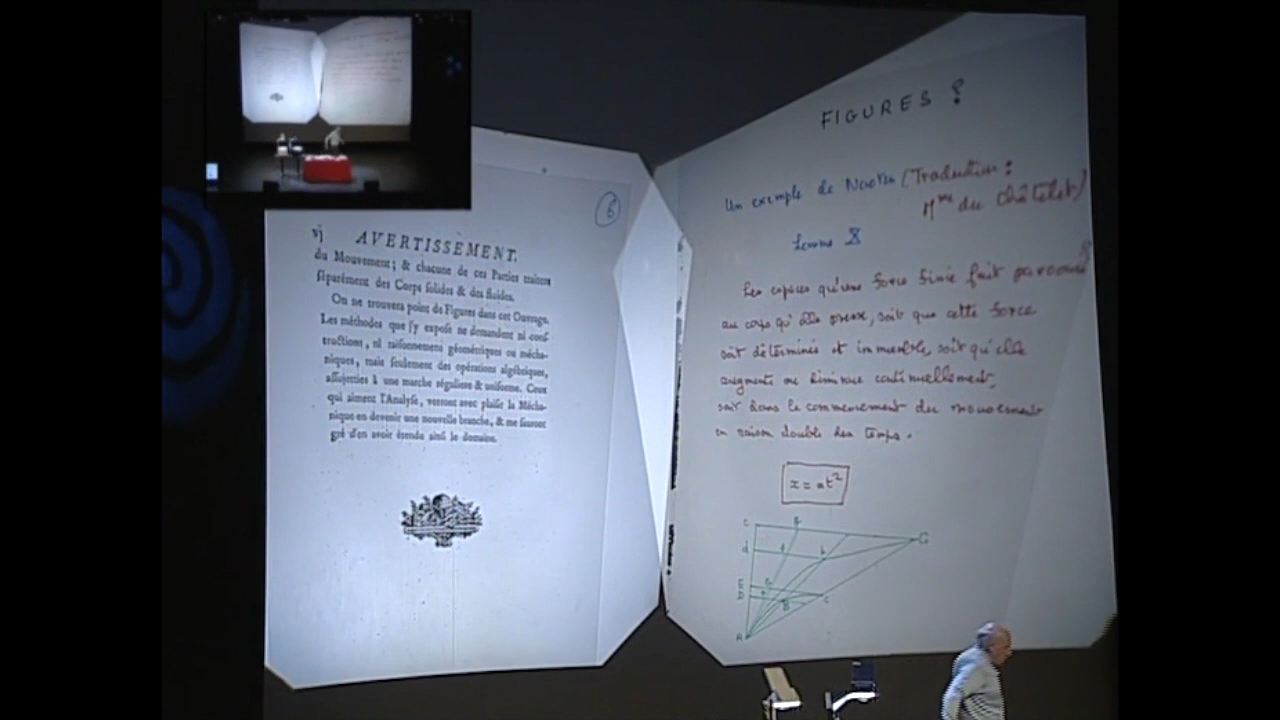 6
vj AVERTISSEMENT.
du Mouvement; & chacune de ces Parties traitera
séparément des Corps solides & des fluides.
On ne trouvera point de Figures dans cet Ouvrage.
Les méthodes que j'y expose ne demandent ni cons-
tructions, ni raisonnemens géométriques ou mécha-
niques, mais seulement des opérations algébriques,
assujetties à une marche réguliere & uniforme. Ceux
qui aiment l'Analyse, verront avec plaisir la Mécha-
nique en devenir une nouvelle branche, & me sauront
gré d'en avoir étendu ainsi le domaine.
FIGURES ?
Un exemple de Newton (Traduction :
Mme du Châtelet)
Lemme X
Les espaces qu'une force finie fait parcourir
au corps qu'elle presse, soit que cette force
soit déterminée et immuable, soit qu'elle
augmente ou diminue continuellement,
sont dans le commencement du mouvement
en raison double des temps.
x = at²
C
G
d
b
E
D
B
c
A